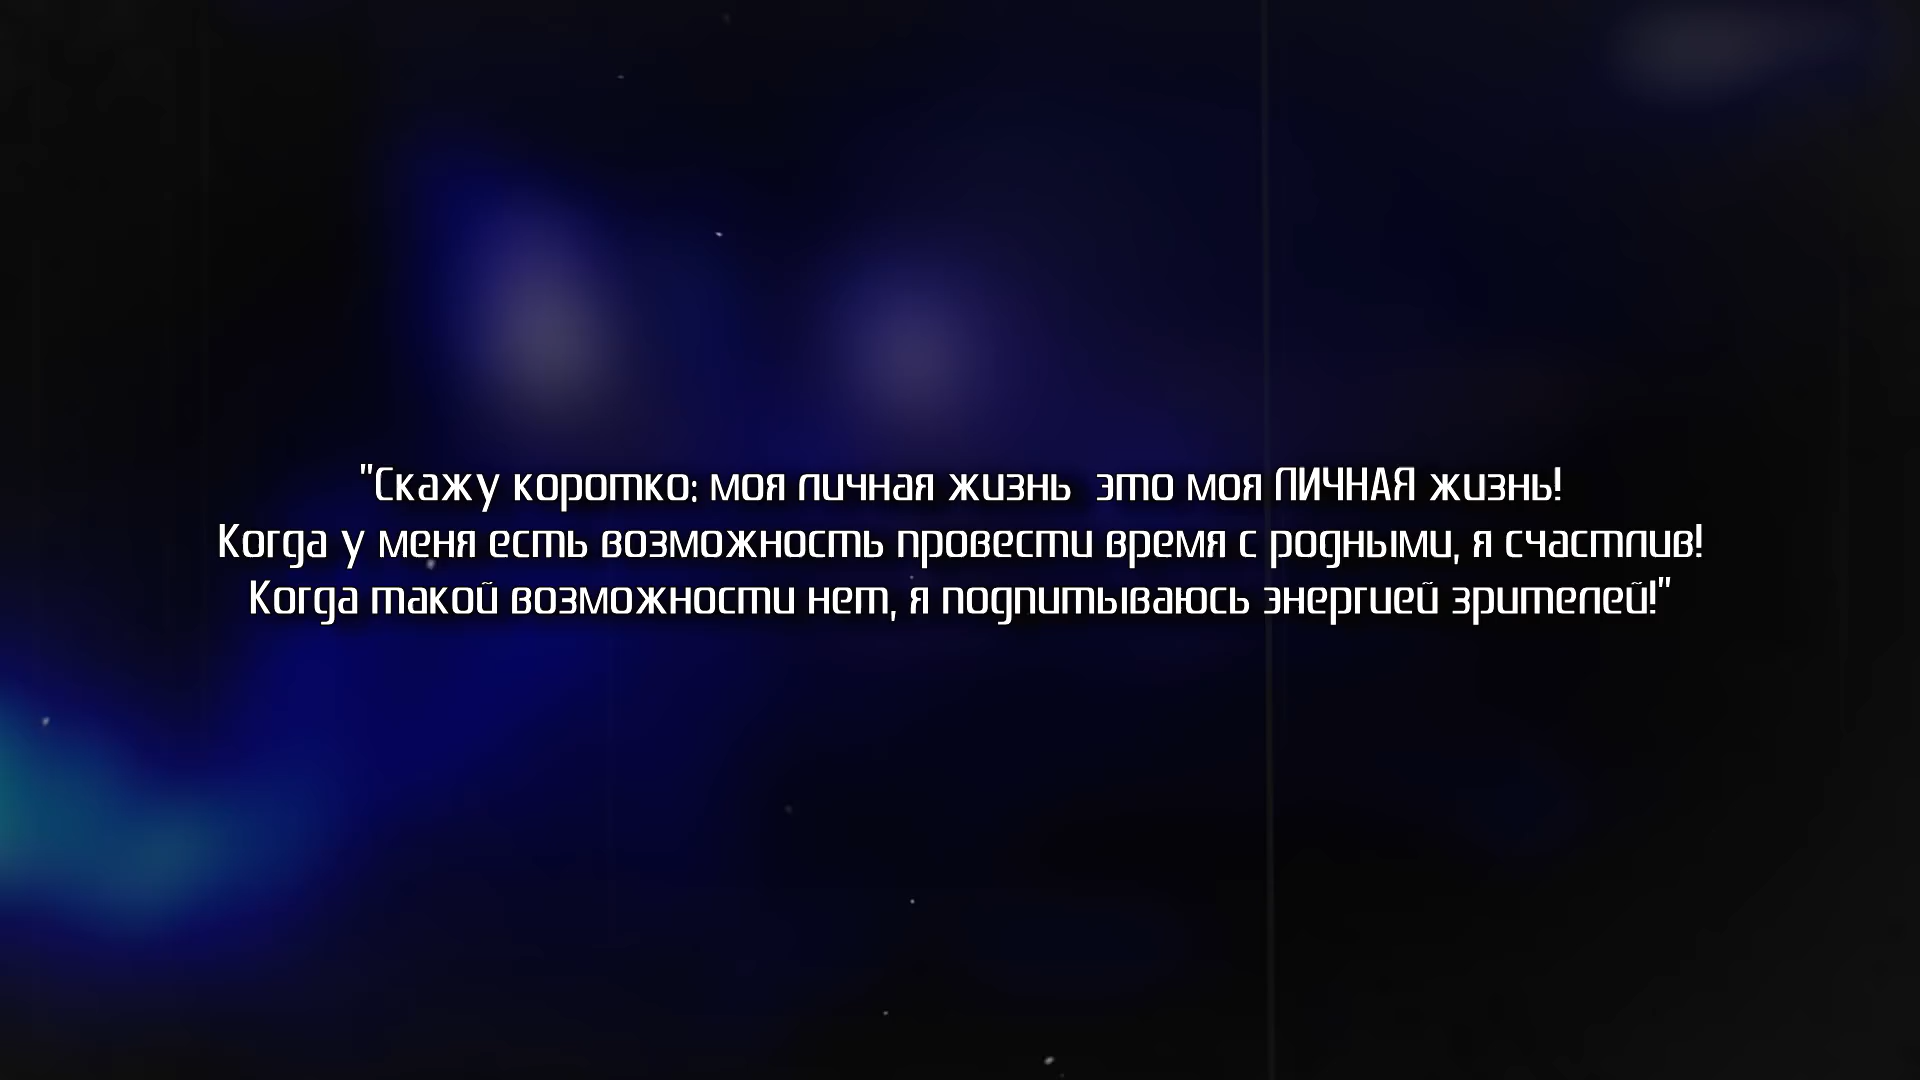 "Скажу коротко: моя личная жизнь  это моя ЛИЧНАЯ жизнь!
Когда у меня есть возможность провести время с родными, я счастлив!
Когда такой возможности нет, я подпитываюсь энергией зрителей!"